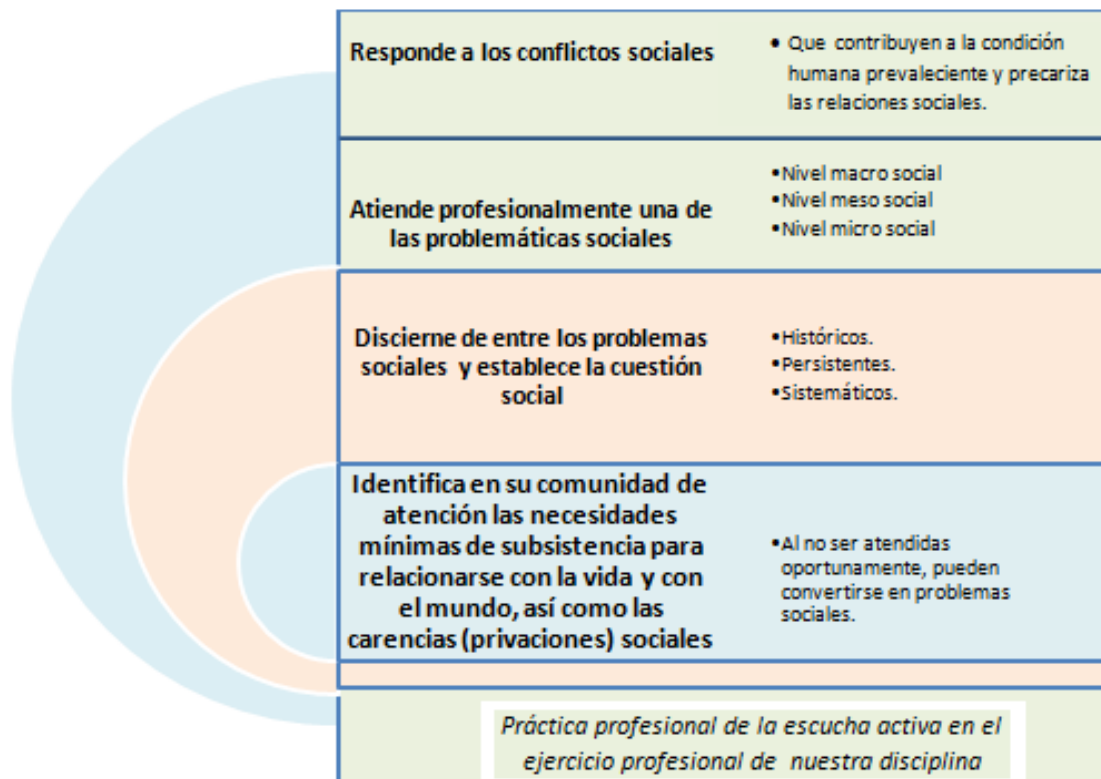 Responde a los conflictos sociales
• Que contribuyen a la condición
humana prevaleciente y precariza
las relaciones sociales.
Atiende profesionalmente una de
las problemáticas sociales
•Nivel macro social
•Nivel meso social
•Nivel micro social
Discierne de entre los problemas
sociales y establece la cuestión
social
•Históricos.
•Persistentes.
•Sistemáticos.
Identifica en su comunidad de
atención las necesidades
mínimas de subsistencia para
relacionarse con la vida y con
el mundo, así como las
carencias (privaciones) sociales
•Al no ser atendidas
oportunamente, pueden
convertirse en problemas
sociales.
Práctica profesional de la escucha activa en el
ejercicio profesional de nuestra disciplina